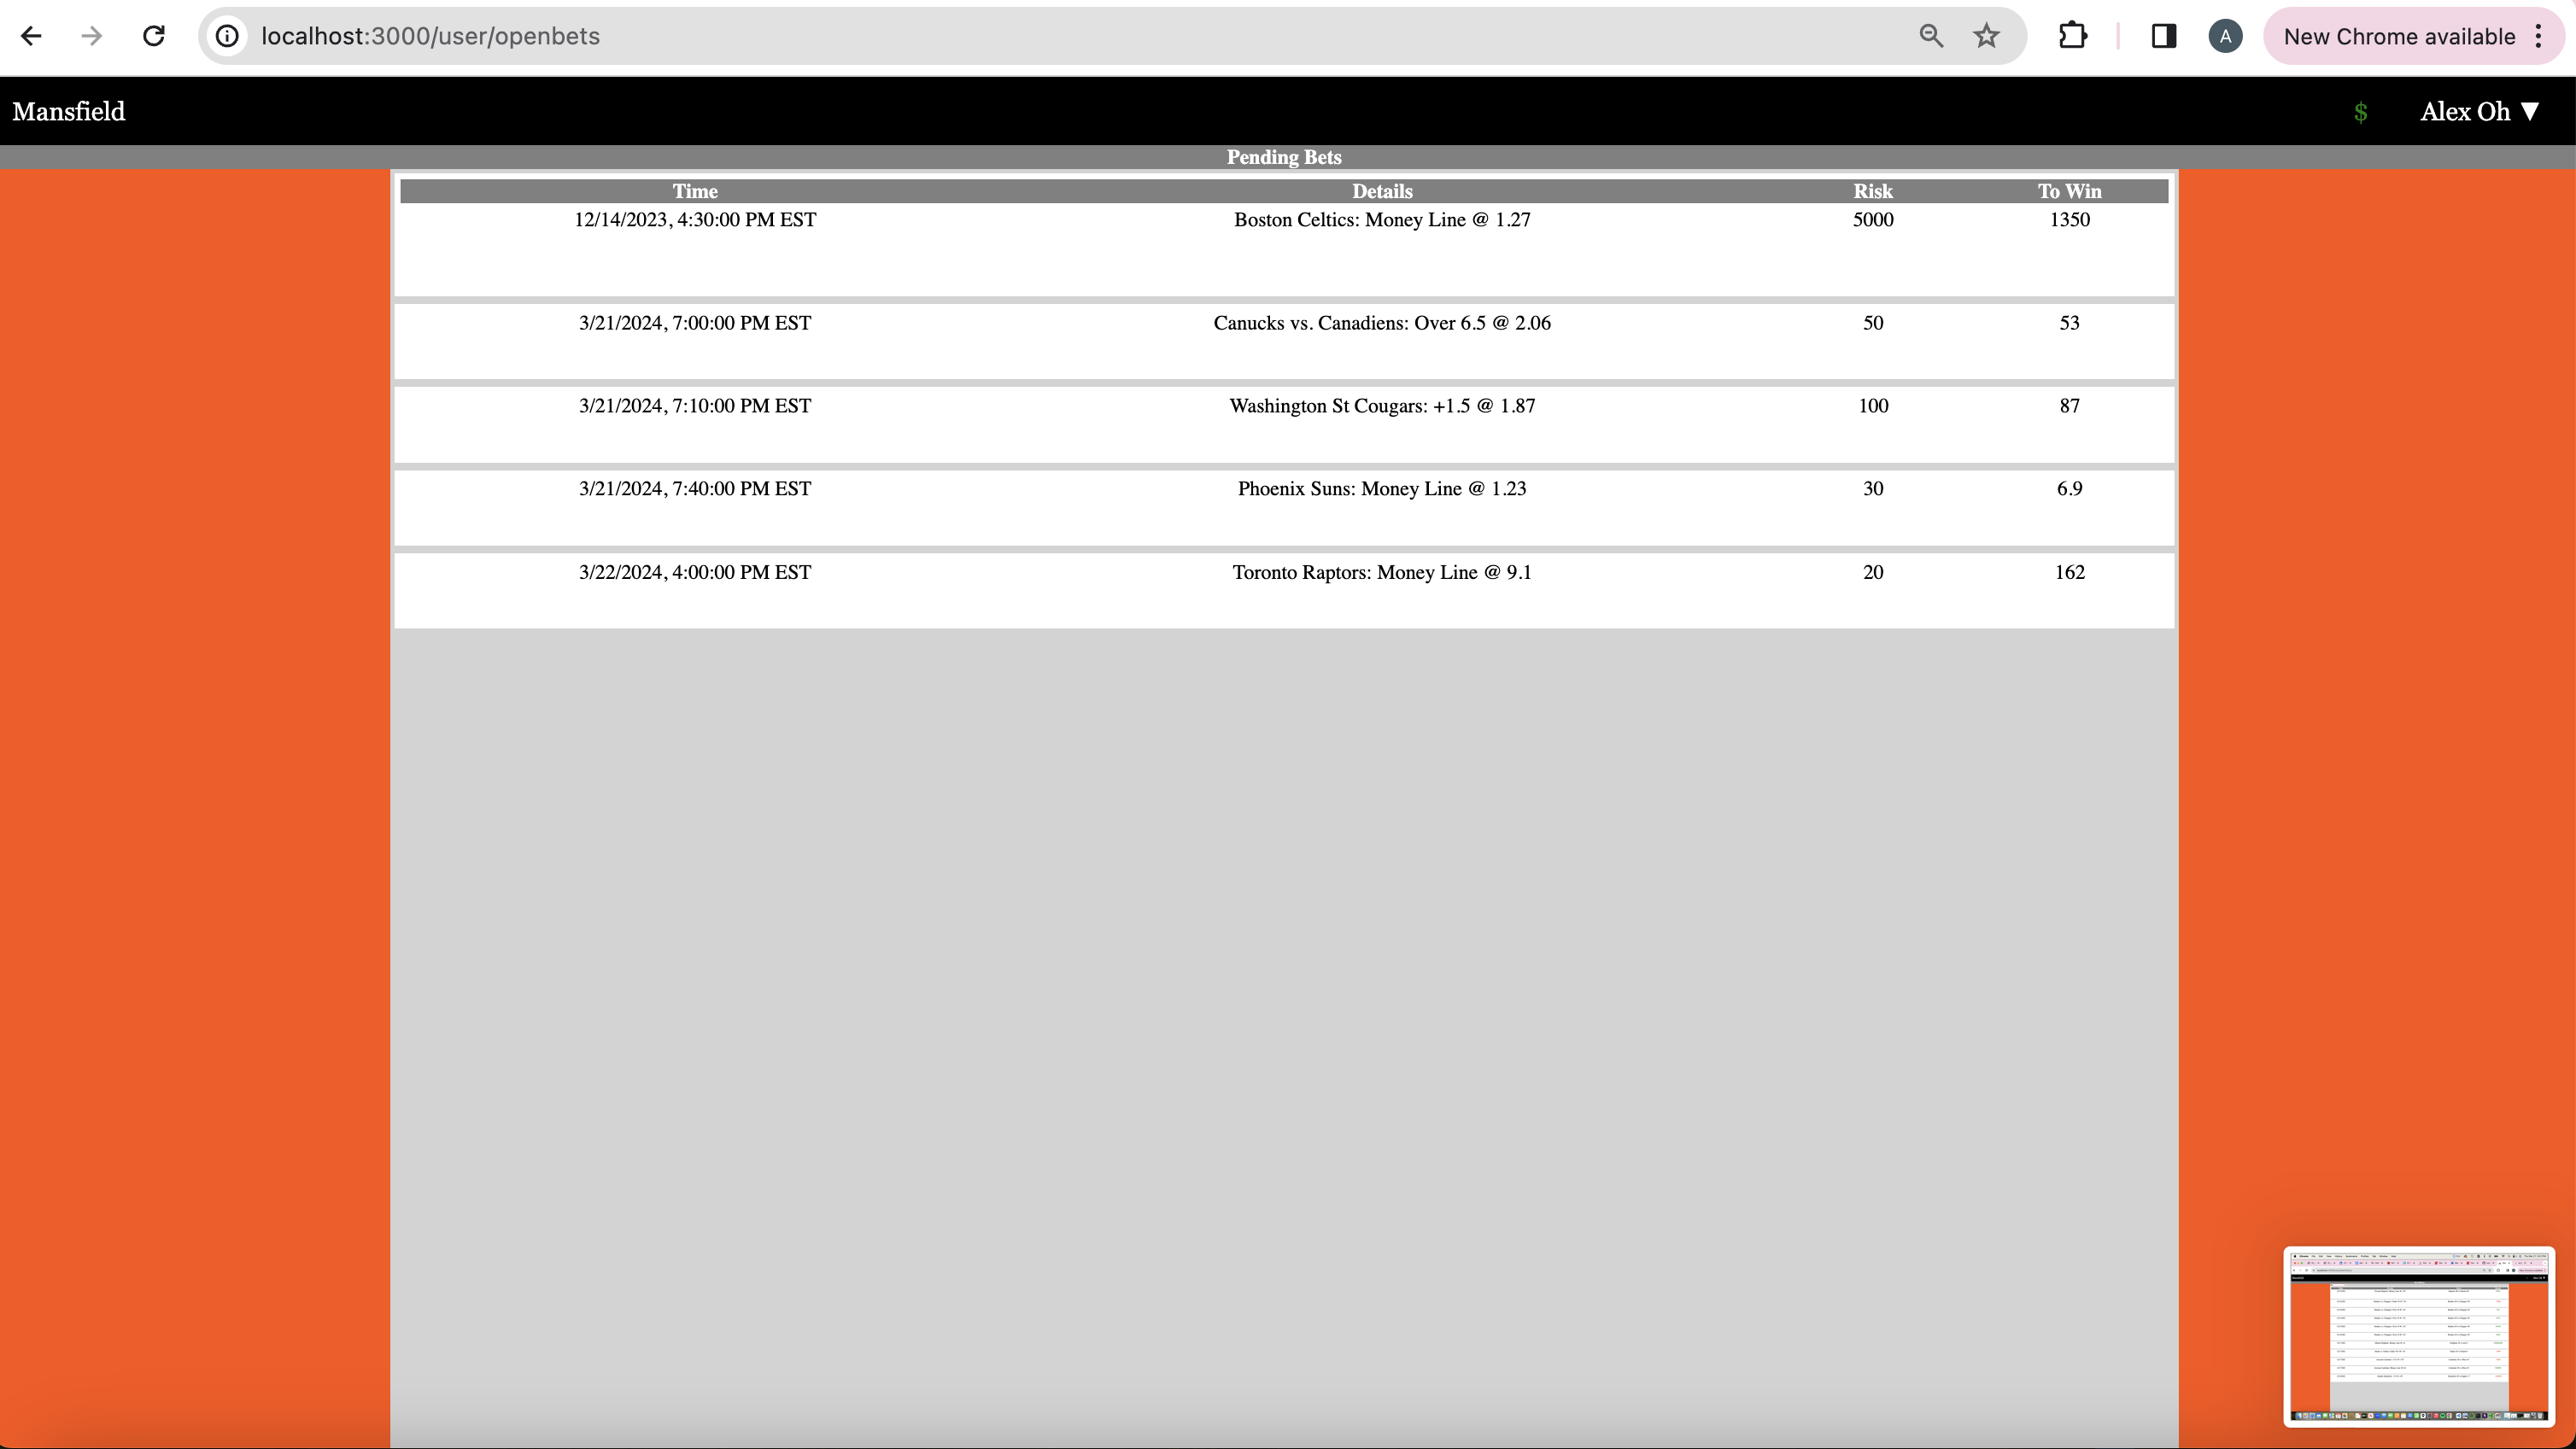 localhost:3000/user/openbets
A
New Chrome available
Mansfield
$
Alex Oh ▼
Pending Bets
Time Details Risk To Win
12/14/2023, 4:30:00 PM EST Boston Celtics: Money Line @ 1.27 5000 1350
3/21/2024, 7:00:00 PM EST Canucks vs. Canadiens: Over 6.5 @ 2.06 50 53
3/21/2024, 7:10:00 PM EST Washington St Cougars: +1.5 @ 1.87 100 87
3/21/2024, 7:40:00 PM EST Phoenix Suns: Money Line @ 1.23 30 6.9
3/22/2024, 4:00:00 PM EST Toronto Raptors: Money Line @ 9.1 20 162